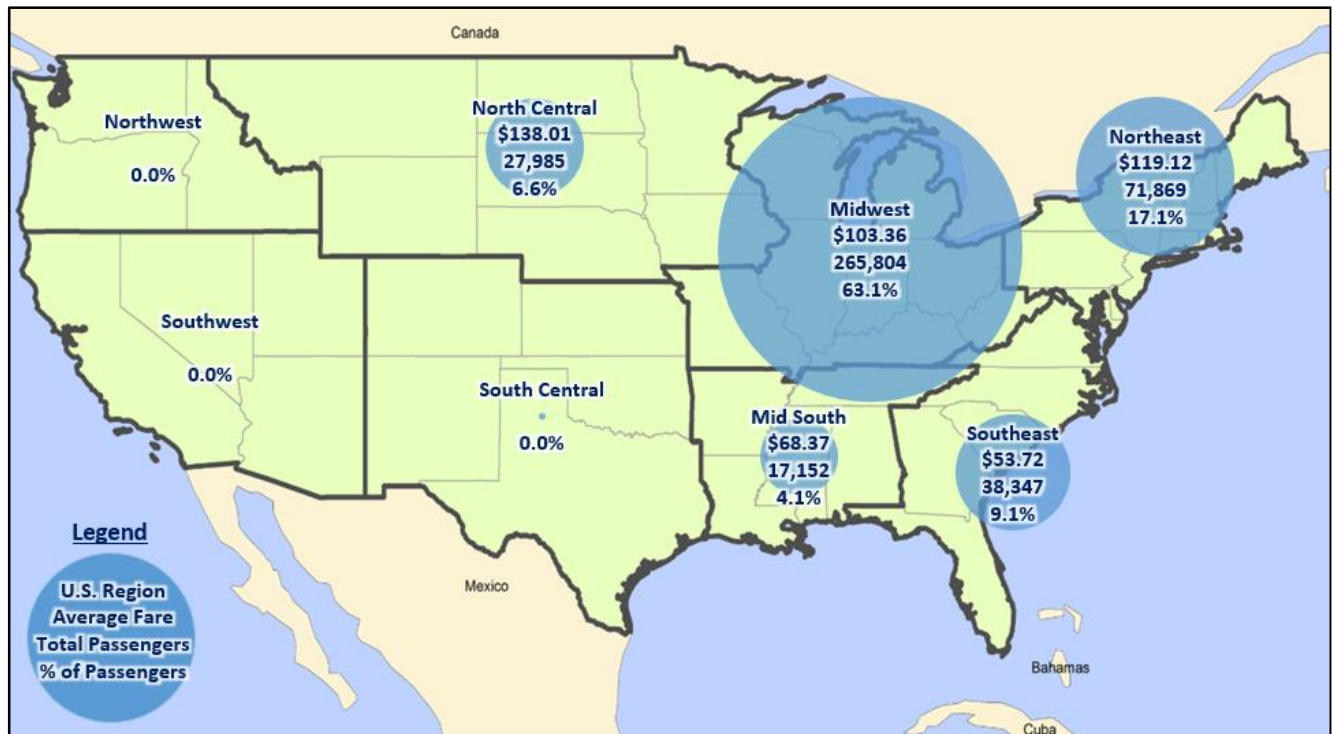 Canada
Northwest
0.0%
North Central
$138.01
27,985
6.6%
Midwest
$103.36
265,804
63.1%
Northeast
$119.12
71,869
17.1%
Southwest
0.0%
South Central
0.0%
Mid South
$68.37
17,152
4.1%
Southeast
$53.72
38,347
9.1%
Legend
U.S. Region
Average Fare
Total Passengers
% of Passengers
Mexico
Bahamas
Cuba